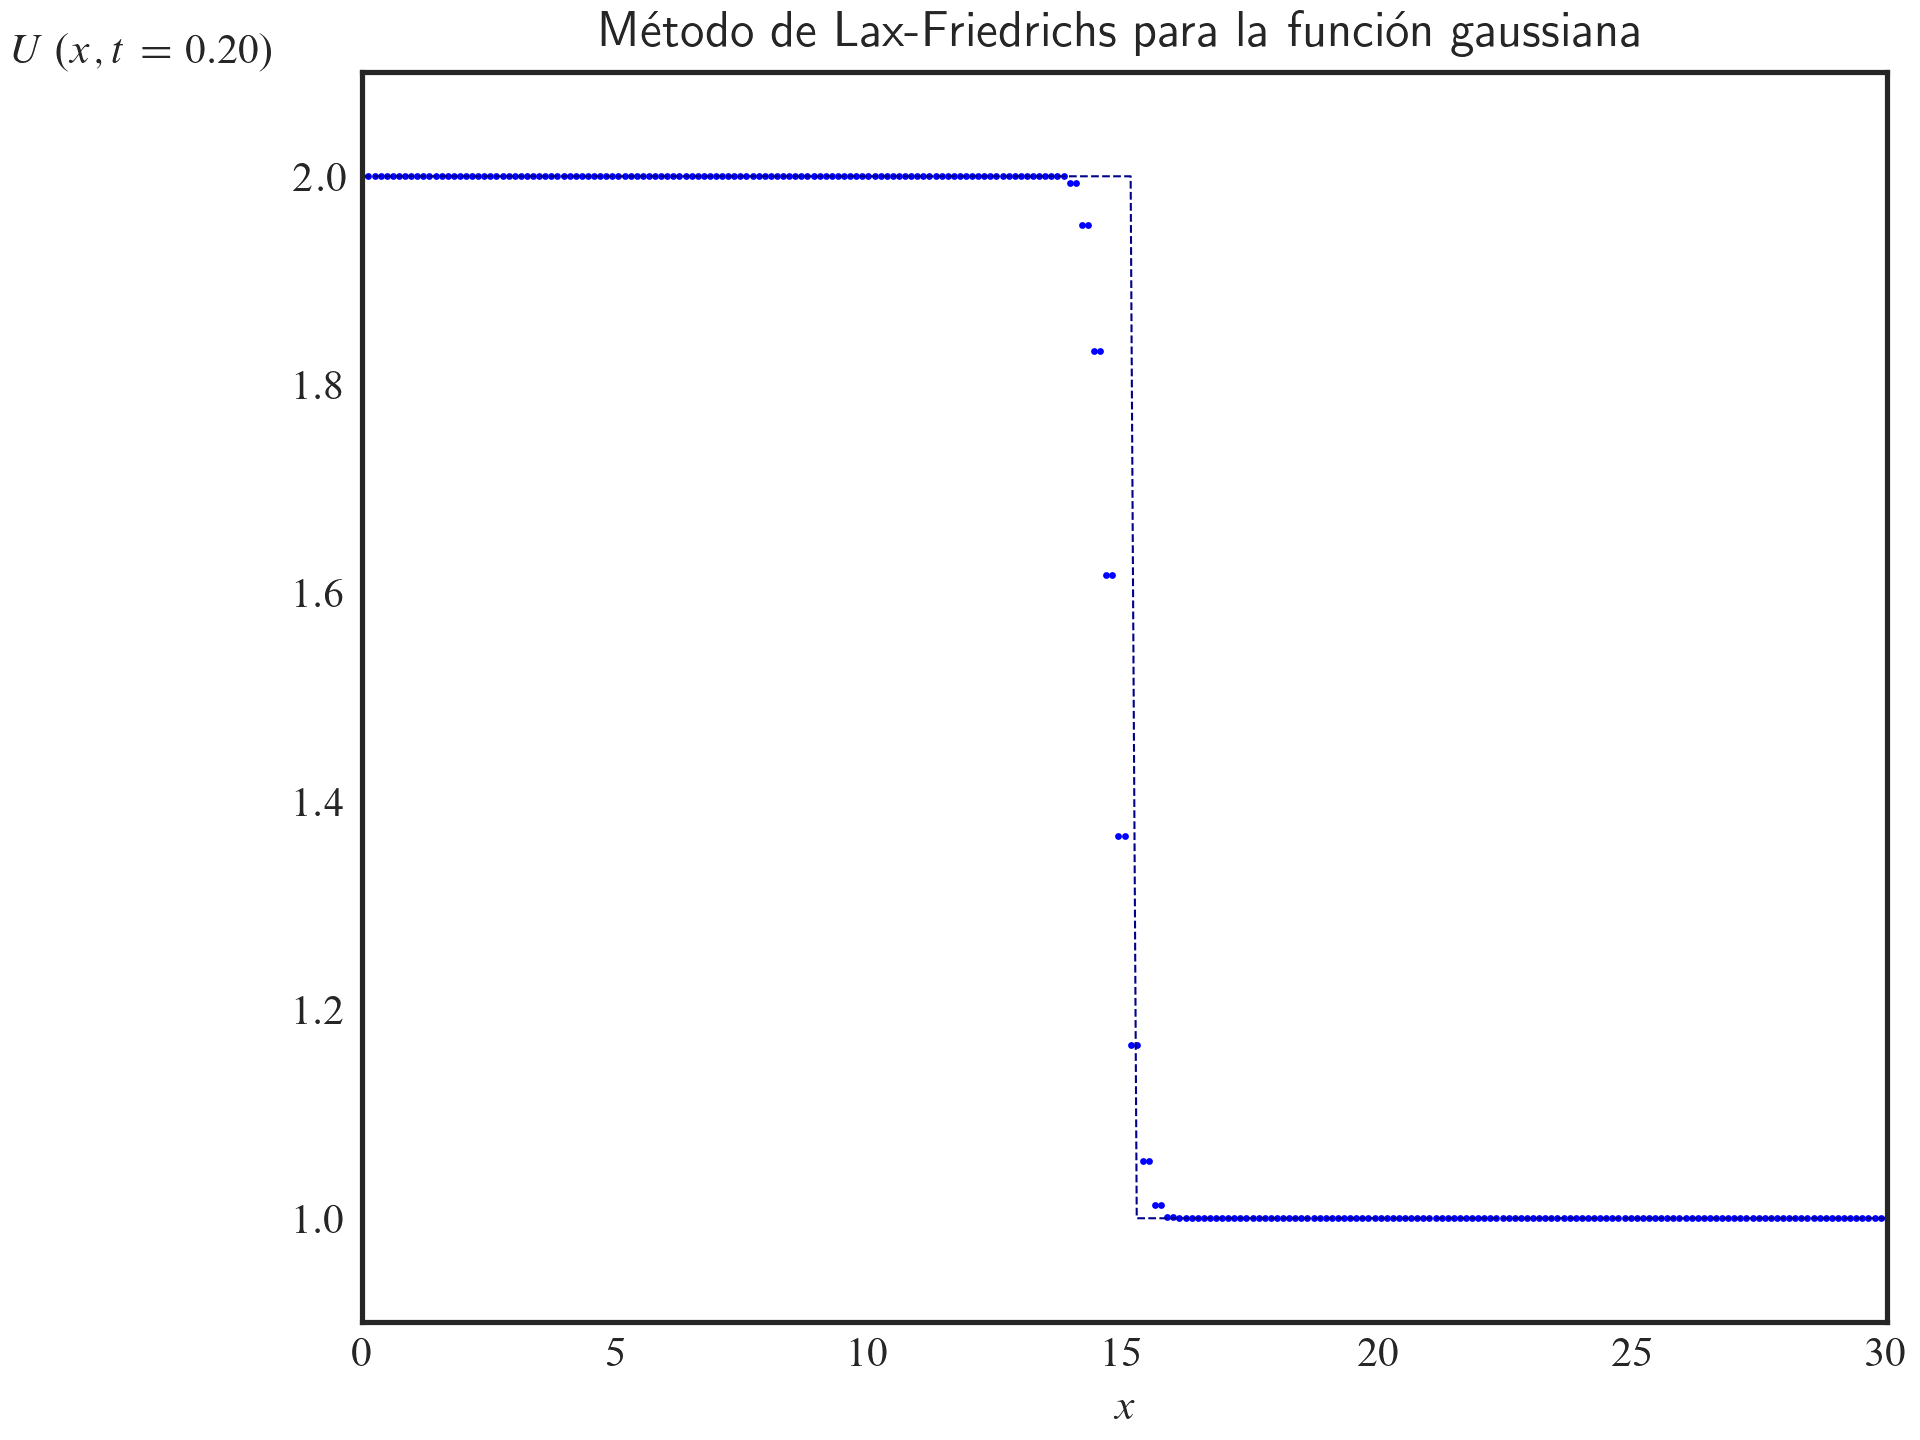 Método de Lax-Friedrichs para la función gaussiana
U (x, t = 0.20)
2.0
1.8
1.6
1.4
1.2
1.0
0 5 10 15 20 25 30
x